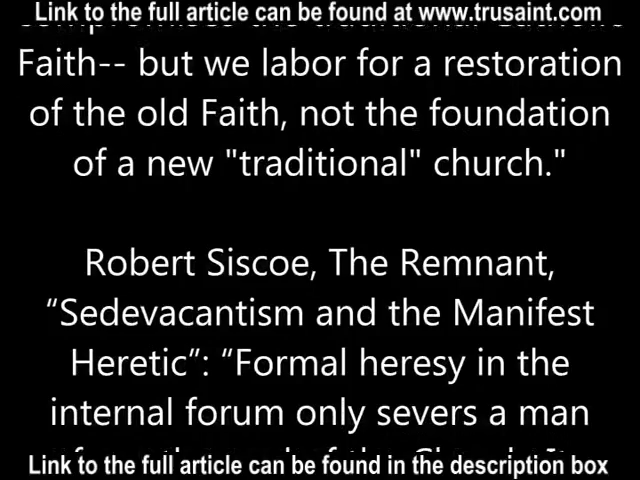 Link to the full article can be found at www.trusaint.com
Faith-- but we labor for a restoration
of the old Faith, not the foundation
of a new "traditional" church."
Robert Siscoe, The Remnant,
“Sedevacantism and the Manifest
Heretic”: “Formal heresy in the
internal forum only severs a man
Link to the full article can be found in the description box